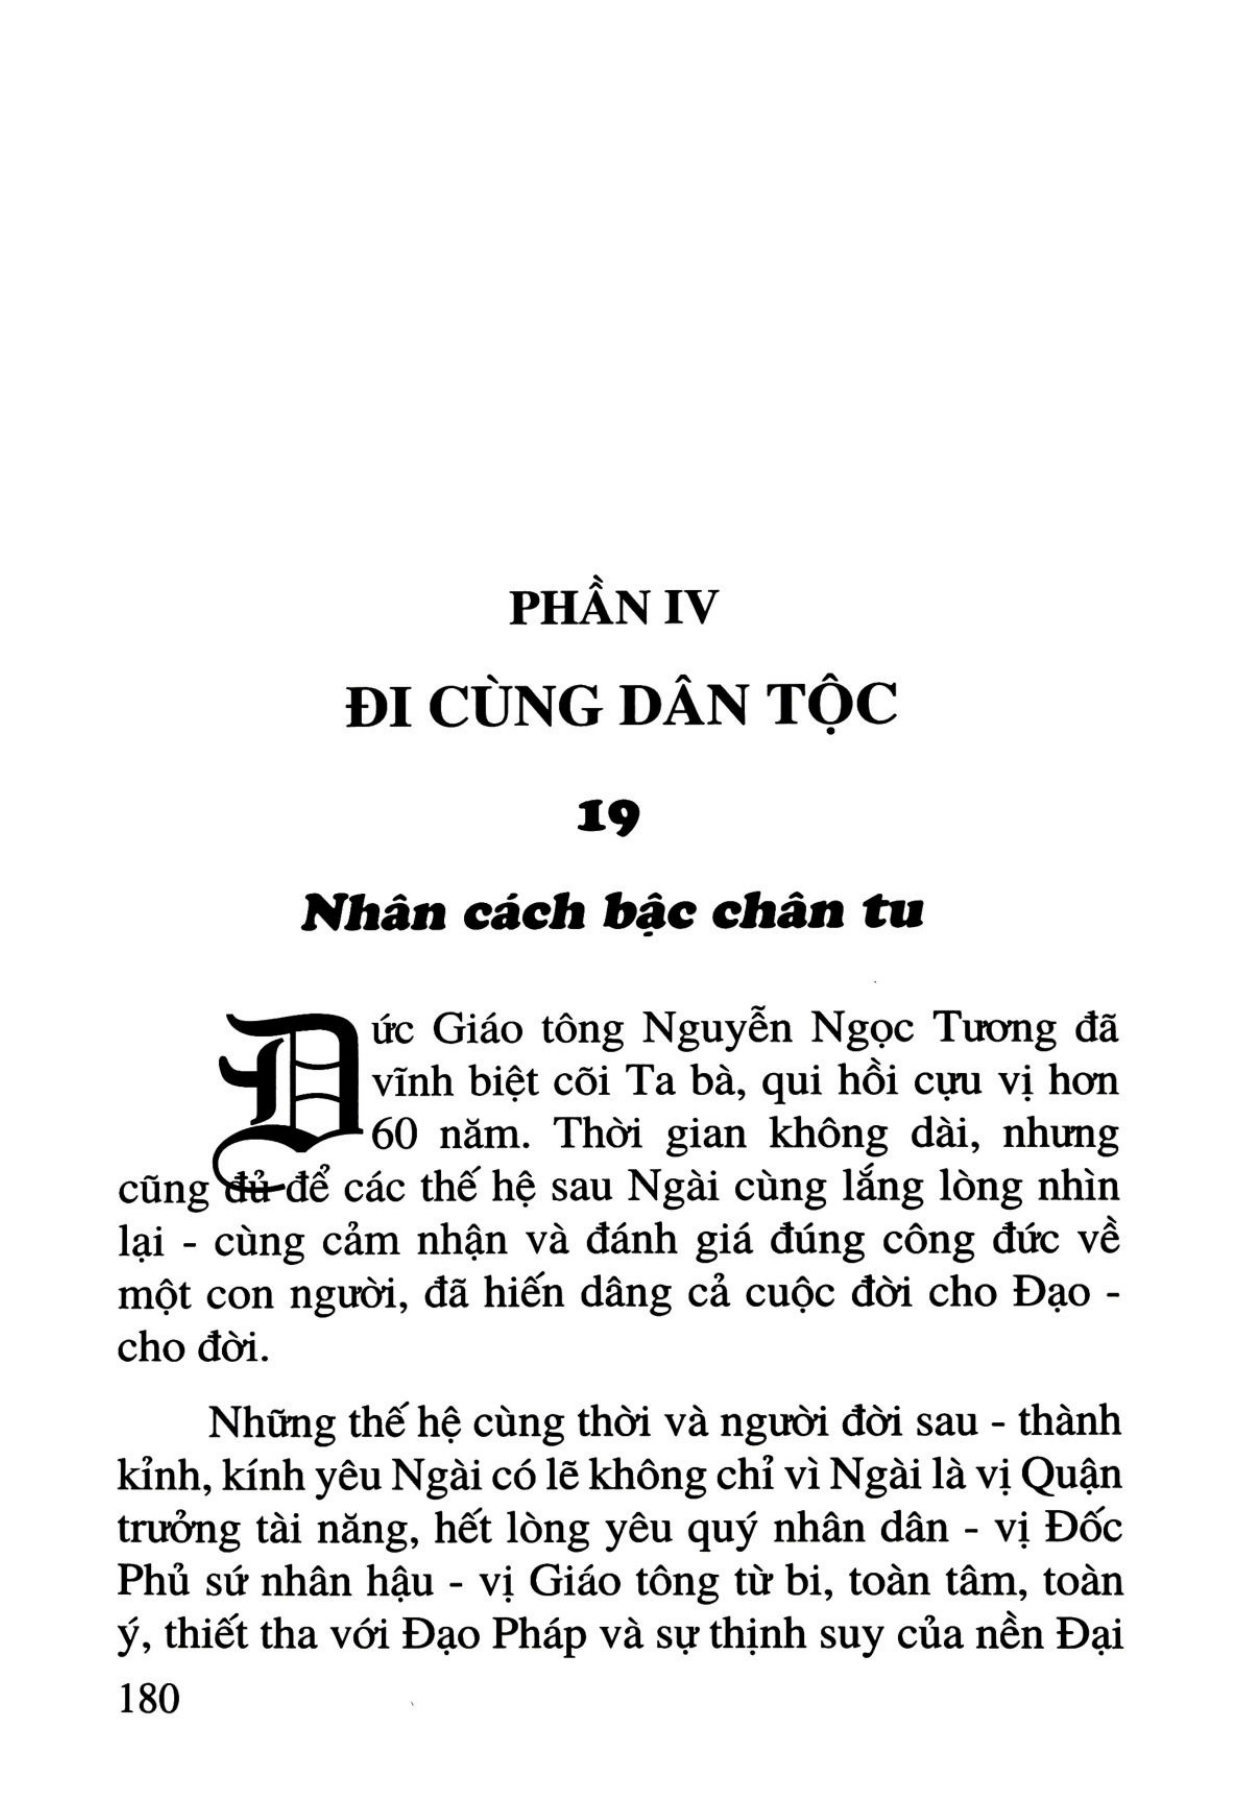 PHẦN IV
ĐI CÙNG DÂN TỘC
19
Nhân cách bậc chân tu
Đức Giáo tông Nguyễn Ngọc Tương đã
vĩnh biệt cõi Ta bà, qui hồi cựu vị hơn
60 năm. Thời gian không dài, nhưng
cũng đủ để các thế hệ sau Ngài cùng lắng lòng nhìn
lại - cùng cảm nhận và đánh giá đúng công đức về
một con người, đã hiến dâng cả cuộc đời cho Đạo -
cho đời.
Những thế hệ cùng thời và người đời sau - thành
kỉnh, kính yêu Ngài có lẽ không chỉ vì Ngài là vị Quận
trưởng tài năng, hết lòng yêu quý nhân dân - vị Đốc
Phủ sứ nhân hậu - vị Giáo tông từ bi, toàn tâm, toàn
ý, thiết tha với Đạo Pháp và sự thịnh suy của nền Đại
180